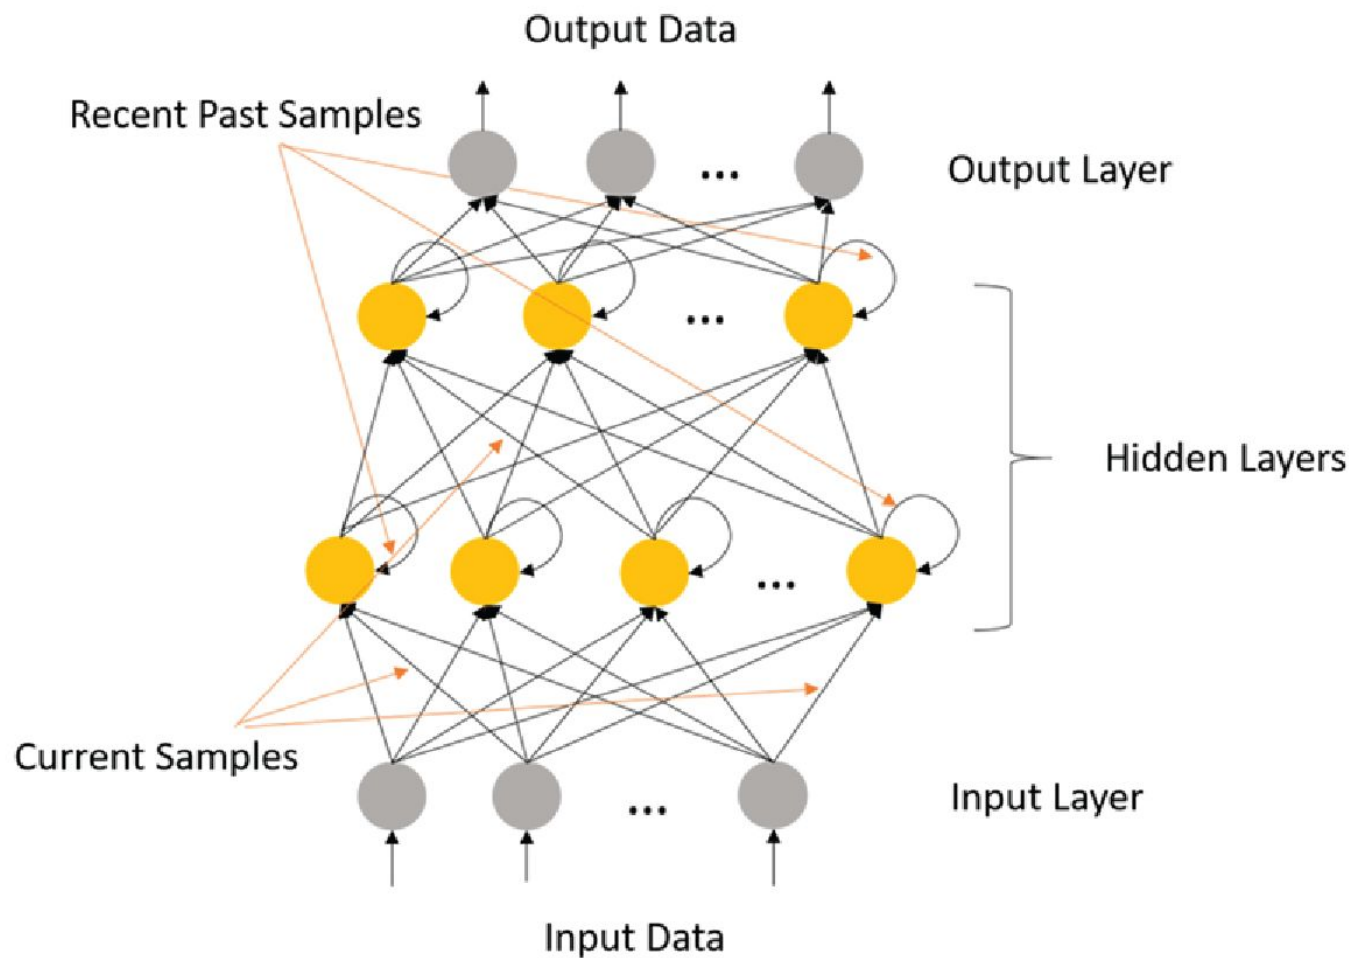 Output Data
Recent Past Samples
Output Layer
...
...
Hidden Layers
...
Current Samples
Input Layer
...
Input Data